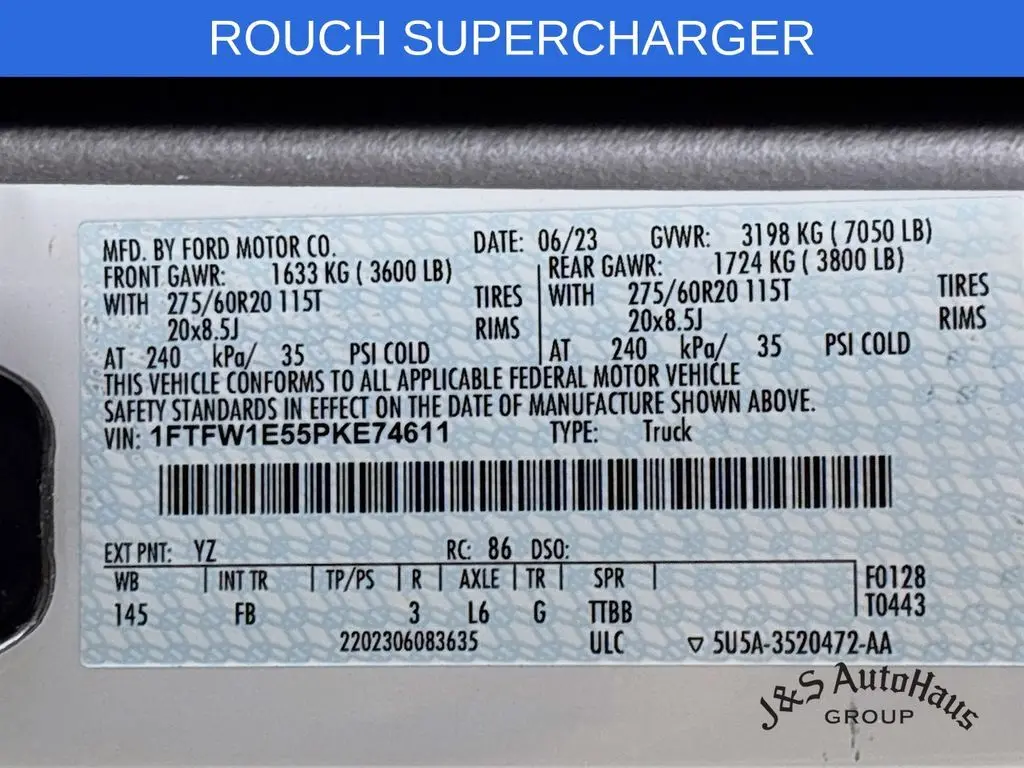 ROUCH SUPERCHARGER
MFD. BY FORD MOTOR CO. DATE: 06/23 GVWR: 3198 KG ( 7050 LB)
FRONT GAWR: 1633 KG ( 3600 LB) REAR GAWR: 1724 KG ( 3800 LB)
WITH 275/60R20 115T TIRES WITH 275/60R20 115T TIRES
20x8.5J RIMS 20x8.5J RIMS
AT 240 kPa/ 35 PSI COLD AT 240 kPa/ 35 PSI COLD
THIS VEHICLE CONFORMS TO ALL APPLICABLE FEDERAL MOTOR VEHICLE
SAFETY STANDARDS IN EFFECT ON THE DATE OF MANUFACTURE SHOWN ABOVE.
VIN: 1FTFW1E55PKE74611 TYPE: Truck
EXT PNT: YZ RC: 86 DSO:
WB INT TR TP/PS R AXLE TR SPR F0128
145 FB 3 L6 G TTBB T0443
2202306083635 ULC ▽ 5U5A-3520472-AA
J&S AutoHaus
GROUP